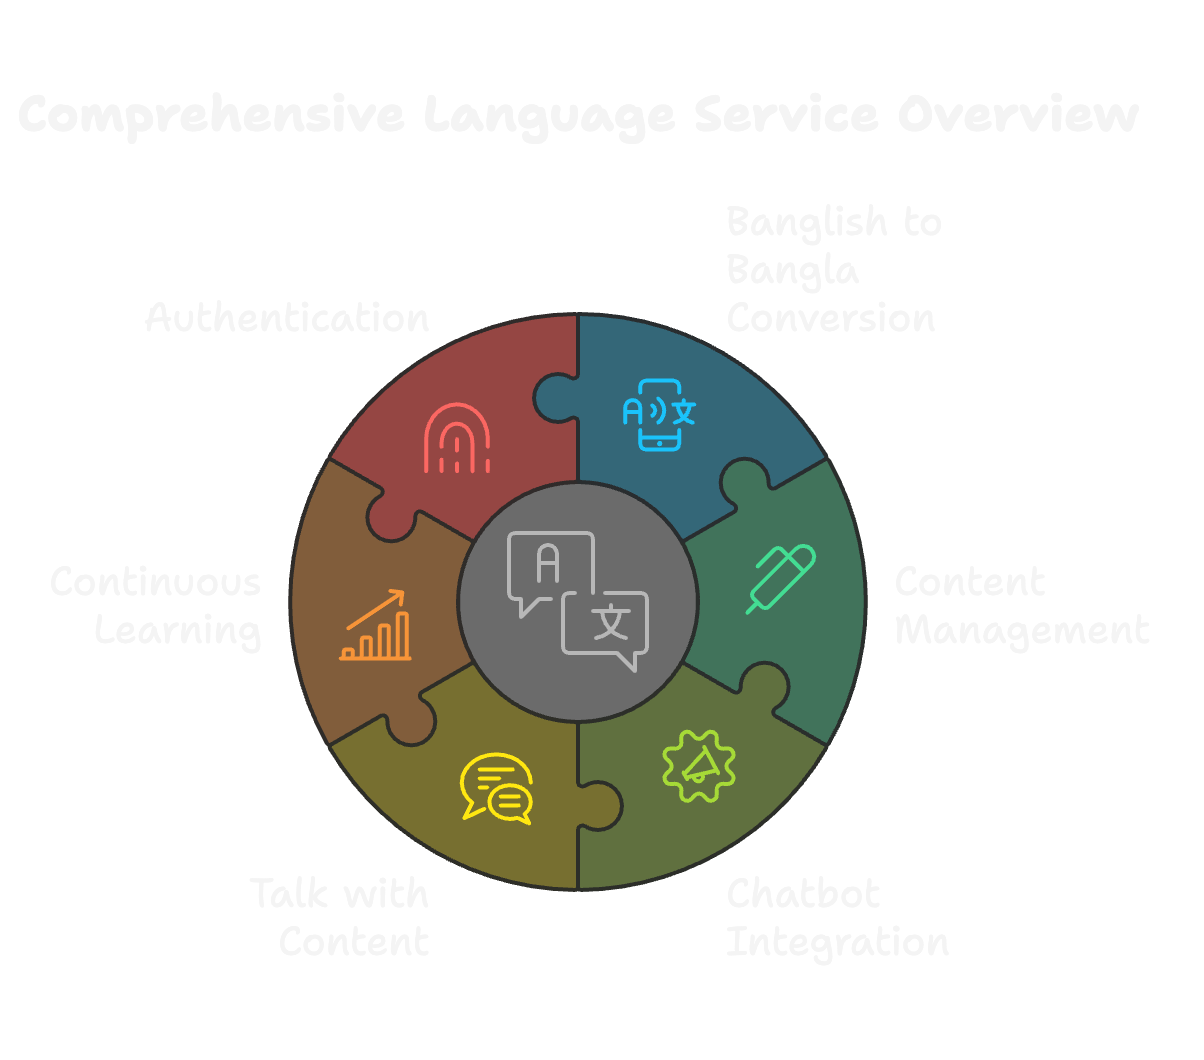 Comprehensive Language Service Overview
Banglish to
Bangla
Conversion
Authentication
Continuous
Learning
Content
Management
Talk with
Content
Chatbot
Integration
A
文
A
文